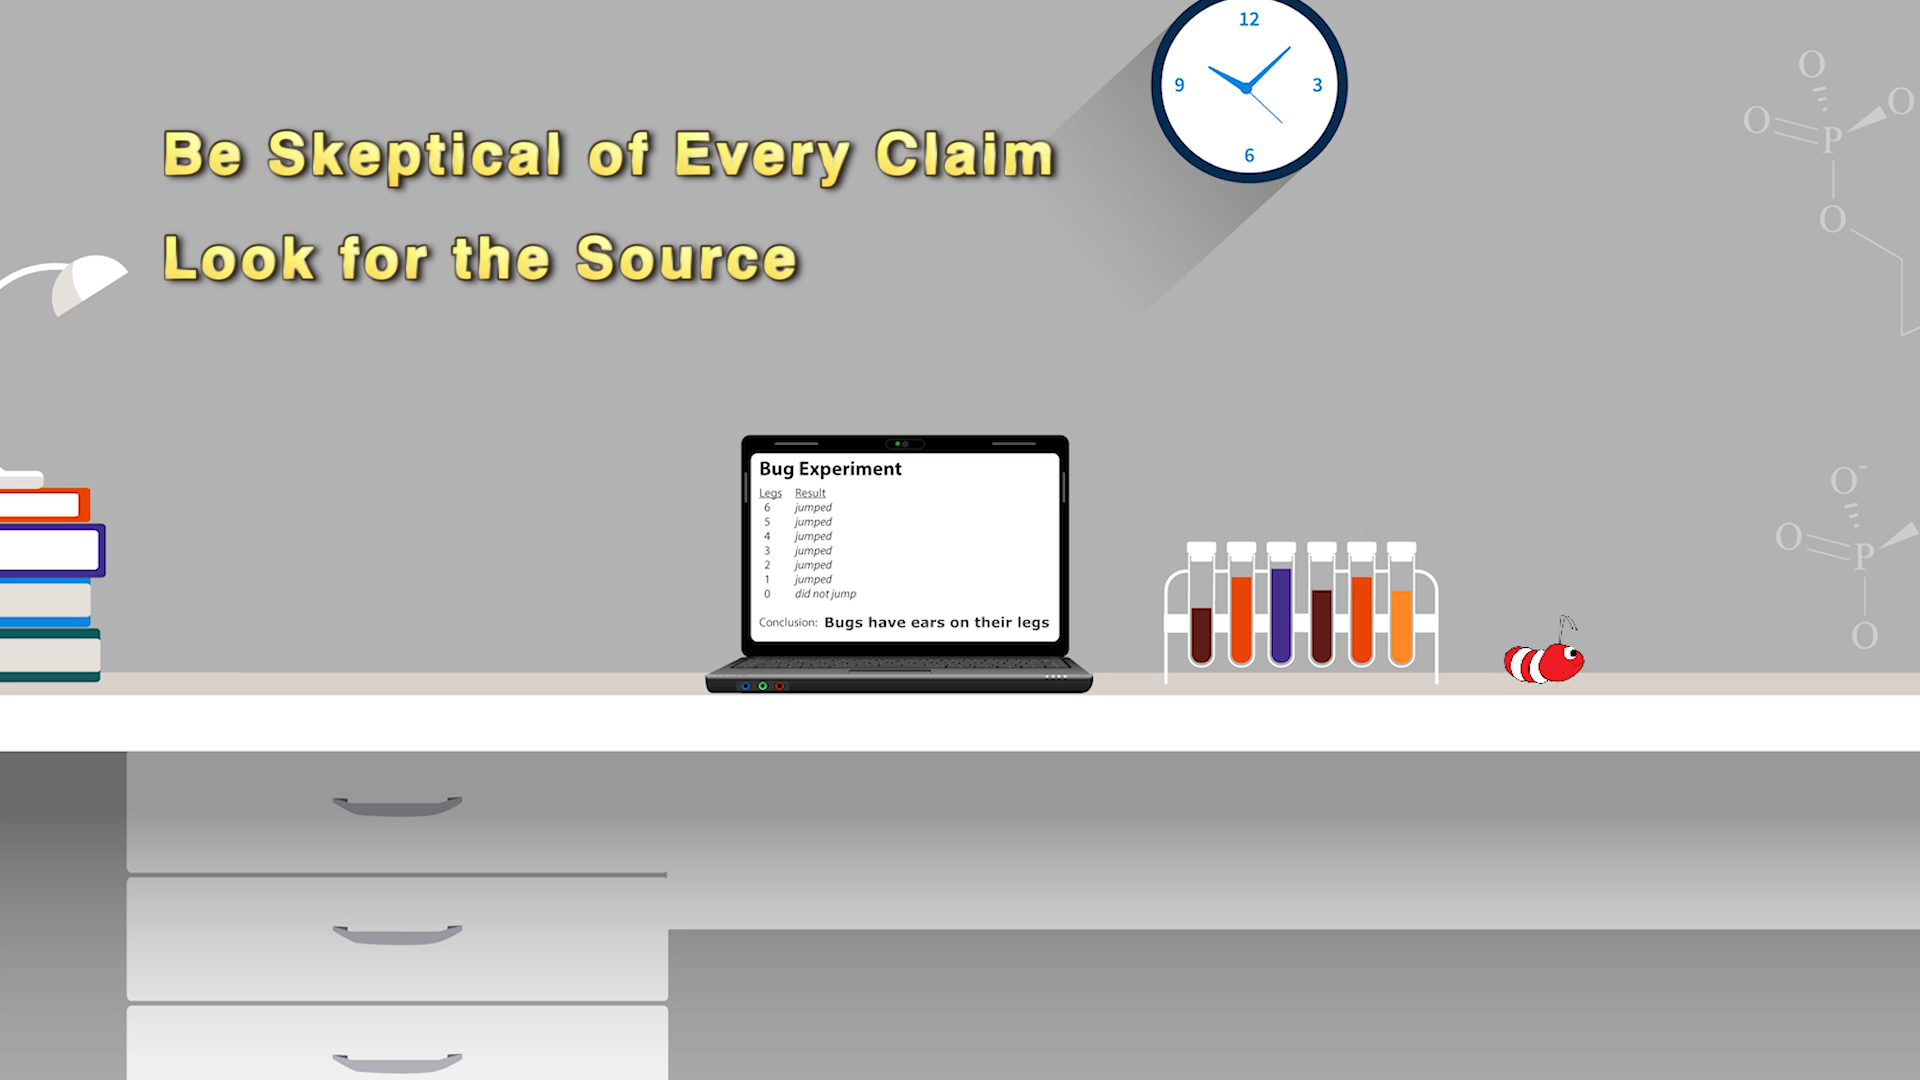 Be Skeptical of Every Claim
Look for the Source
12
9
3
6
O
O
O
P
O
O-
O
P
O
Bug Experiment
Legs Result
6 jumped
5 jumped
4 jumped
3 jumped
2 jumped
1 jumped
0 did not jump
Conclusion: Bugs have ears on their legs